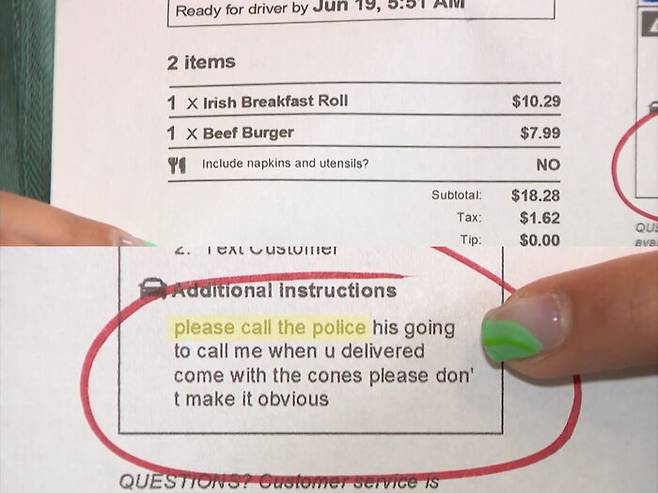 Ready for driver by Jun 19, 5:51 AM
2 items
1 X Irish Breakfast Roll $10.29
1 X Beef Burger $7.99
Include napkins and utensils? NO
Subtotal: $18.28
Tax: $1.62
Tip: $0.00
2. Text Customer
Additional instructions
please call the police his going
to call me when u delivered
come with the cones please don'
t make it obvious
QUESTIONS? Customer service is